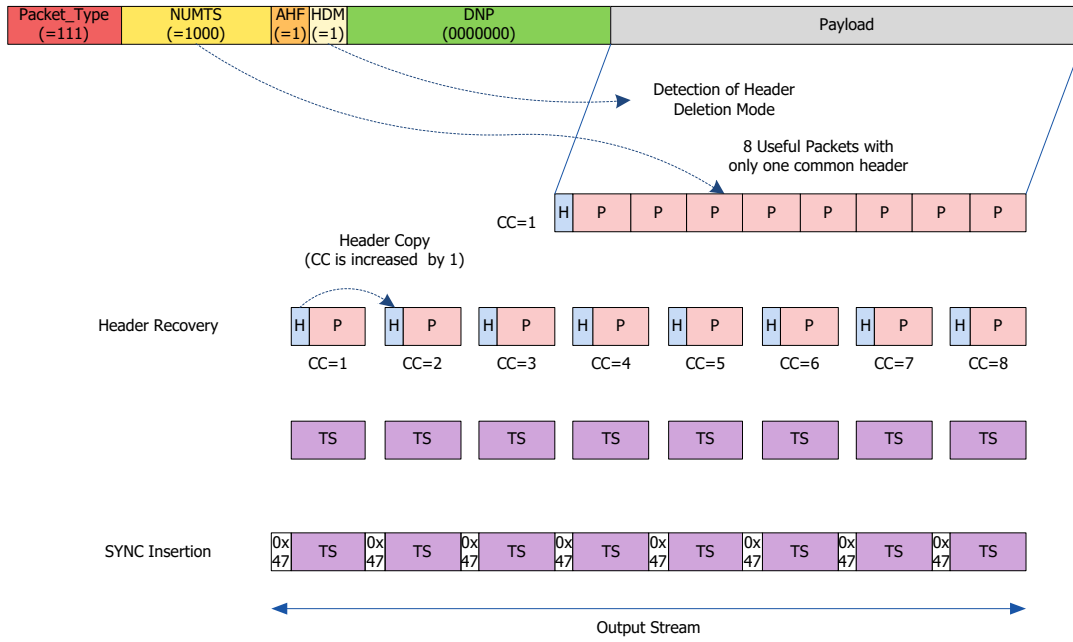 Packet_Type
(=111)
NUMTS
(=1000)
AHF
(=1)
HDM
(=1)
DNP
(0000000)
Payload
Detection of Header
Deletion Mode
8 Useful Packets with
only one common header
CC=1
H P P P P P P P P
Header Copy
(CC is increased by 1)
Header Recovery
H P H P H P H P H P H P H P H P
CC=1 CC=2 CC=3 CC=4 CC=5 CC=6 CC=7 CC=8
TS TS TS TS TS TS TS TS
SYNC Insertion
0x
47
TS
0x
47
TS
0x
47
TS
0x
47
TS
0x
47
TS
0x
47
TS
0x
47
TS
0x
47
TS
Output Stream